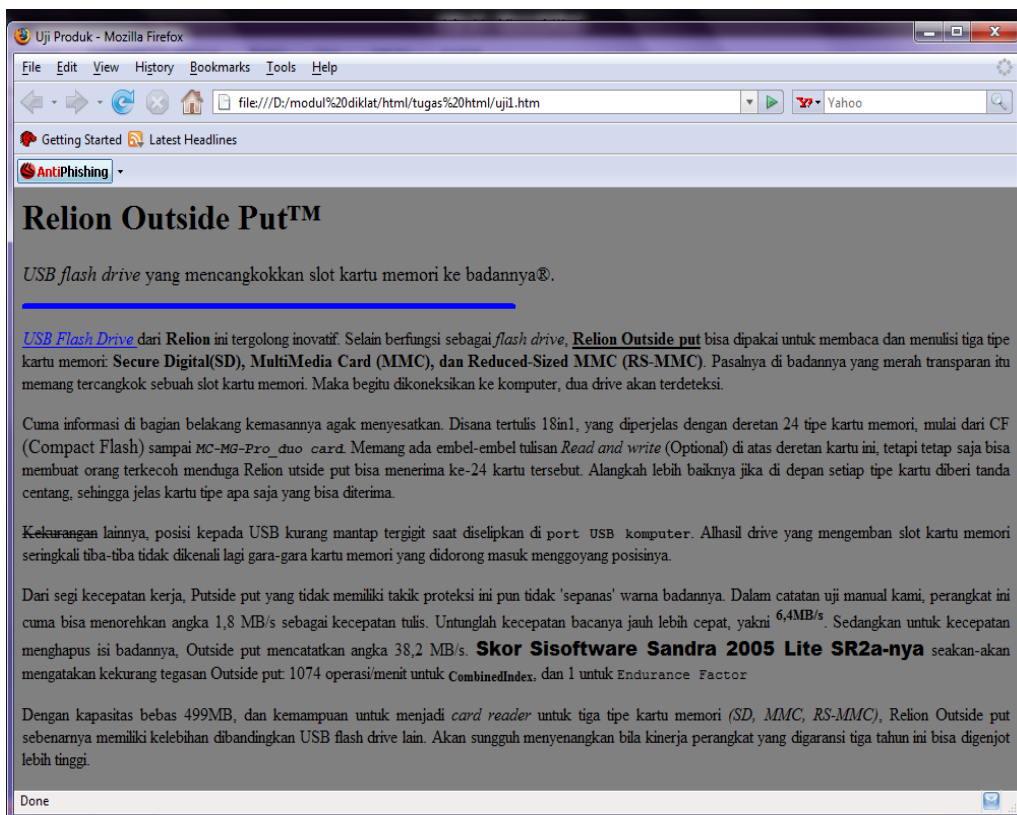 Uji Produk - Mozilla Firefox
File Edit View History Bookmarks Tools Help
file:///D:/modul%20diklat/html/tugas%20html/uji1.htm
Yahoo
Getting Started Latest Headlines
AntiPhishing
Relion Outside Put™
USB flash drive yang mencangkokkan slot kartu memori ke badannya®.
USB Flash Drive dari Relion ini tergolong inovatif. Selain berfungsi sebagai flash drive, Relion Outside put bisa dipakai untuk membaca dan menulisi tiga tipe
kartu memori: Secure Digital(SD), MultiMedia Card (MMC), dan Reduced-Sized MMC (RS-MMC). Pasalnya di badannya yang merah transparan itu
memang tercangkok sebuah slot kartu memori. Maka begitu dikoneksikan ke komputer, dua drive akan terdeteksi.
Cuma informasi di bagian belakang kemasannya agak menyesatkan. Disana tertulis 18in1, yang diperjelas dengan deretan 24 tipe kartu memori, mulai dari CF
(Compact Flash) sampai MC-MG-Pro_duo card. Memang ada embel-embel tulisan Read and write (Optional) di atas deretan kartu ini, tetapi tetap saja bisa
membuat orang terkecoh menduga Relion utside put bisa menerima ke-24 kartu tersebut. Alangkah lebih baiknya jika di depan setiap tipe kartu diberi tanda
centang, sehingga jelas kartu tipe apa saja yang bisa diterima.
Kekurangan lainnya, posisi kepada USB kurang mantap tergigit saat diselipkan di port USB komputer. Alhasil drive yang mengemban slot kartu memori
seringkali tiba-tiba tidak dikenali lagi gara-gara kartu memori yang didorong masuk menggoyang posisinya.
Dari segi kecepatan kerja, Putside put yang tidak memiliki takik proteksi ini pun tidak 'sepanas' warna badannya. Dalam catatan uji manual kami, perangkat ini
cuma bisa menorehkan angka 1,8 MB/s sebagai kecepatan tulis. Untunglah kecepatan bacanya jauh lebih cepat, yakni 6,4MB/s. Sedangkan untuk kecepatan
menghapus isi badannya, Outside put mencatatkan angka 38,2 MB/s. Skor Sisoftware Sandra 2005 Lite SR2a-nya seakan-akan
mengatakan kekurang tegasan Outside put: 1074 operasi/menit untuk CombinedIndex, dan 1 untuk Endurance Factor
Dengan kapasitas bebas 499MB, dan kemampuan untuk menjadi card reader untuk tiga tipe kartu memori (SD, MMC, RS-MMC), Relion Outside put
sebenarnya memiliki kelebihan dibandingkan USB flash drive lain. Akan sungguh menyenangkan bila kinerja perangkat yang digaransi tiga tahun ini bisa digenjot
lebih tinggi.
Done